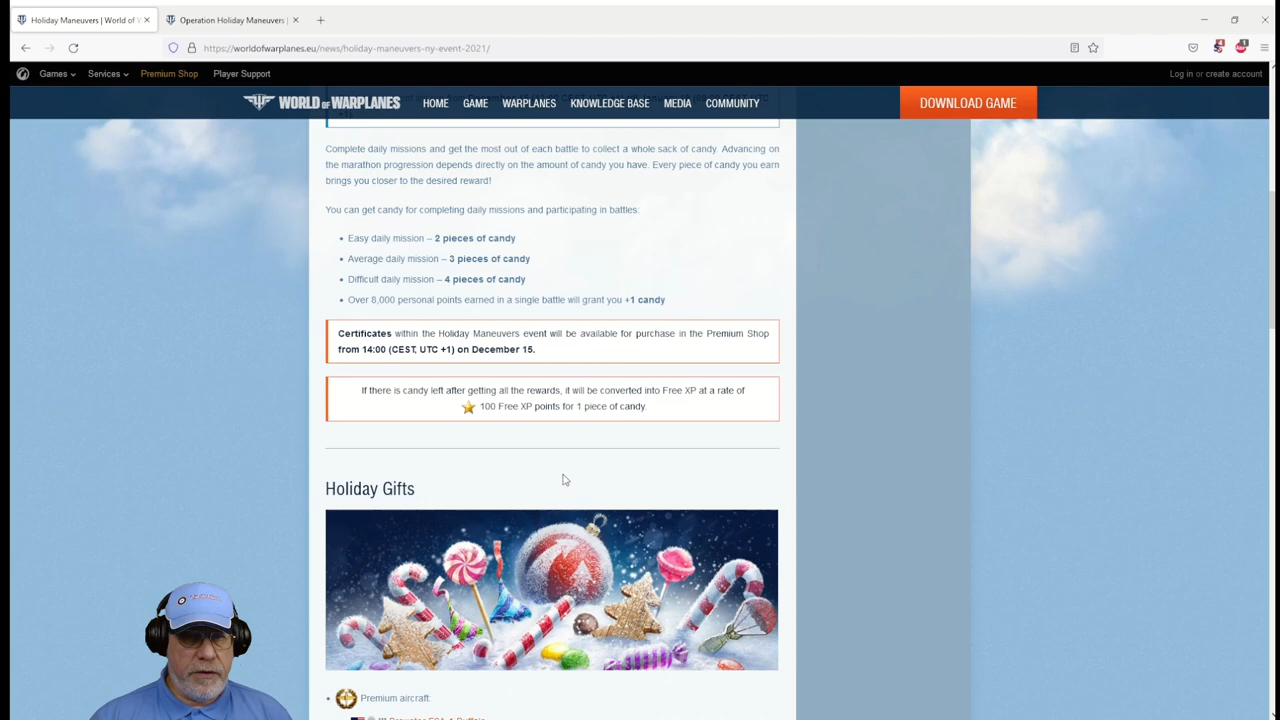 Holiday Maneuvers | World of
Operation Holiday Maneuvers |
https://worldofwarplanes.eu/news/holiday-maneuvers-ny-event-2021/
4
1
Games
Services
Premium Shop
Player Support
Log in or create account
WORLD OF WARPLANES
HOME
GAME
WARPLANES
KNOWLEDGE BASE
MEDIA
COMMUNITY
DOWNLOAD GAME
Complete daily missions and get the most out of each battle to collect a whole sack of candy. Advancing on
the marathon progression depends directly on the amount of candy you have. Every piece of candy you earn
brings you closer to the desired reward!
You can get candy for completing daily missions and participating in battles:
• Easy daily mission – 2 pieces of candy
• Average daily mission – 3 pieces of candy
• Difficult daily mission – 4 pieces of candy
• Over 8,000 personal points earned in a single battle will grant you +1 candy
Certificates within the Holiday Maneuvers event will be available for purchase in the Premium Shop
from 14:00 (CEST, UTC +1) on December 15.
If there is candy left after getting all the rewards, it will be converted into Free XP at a rate of
100 Free XP points for 1 piece of candy.
Holiday Gifts
• Premium aircraft: